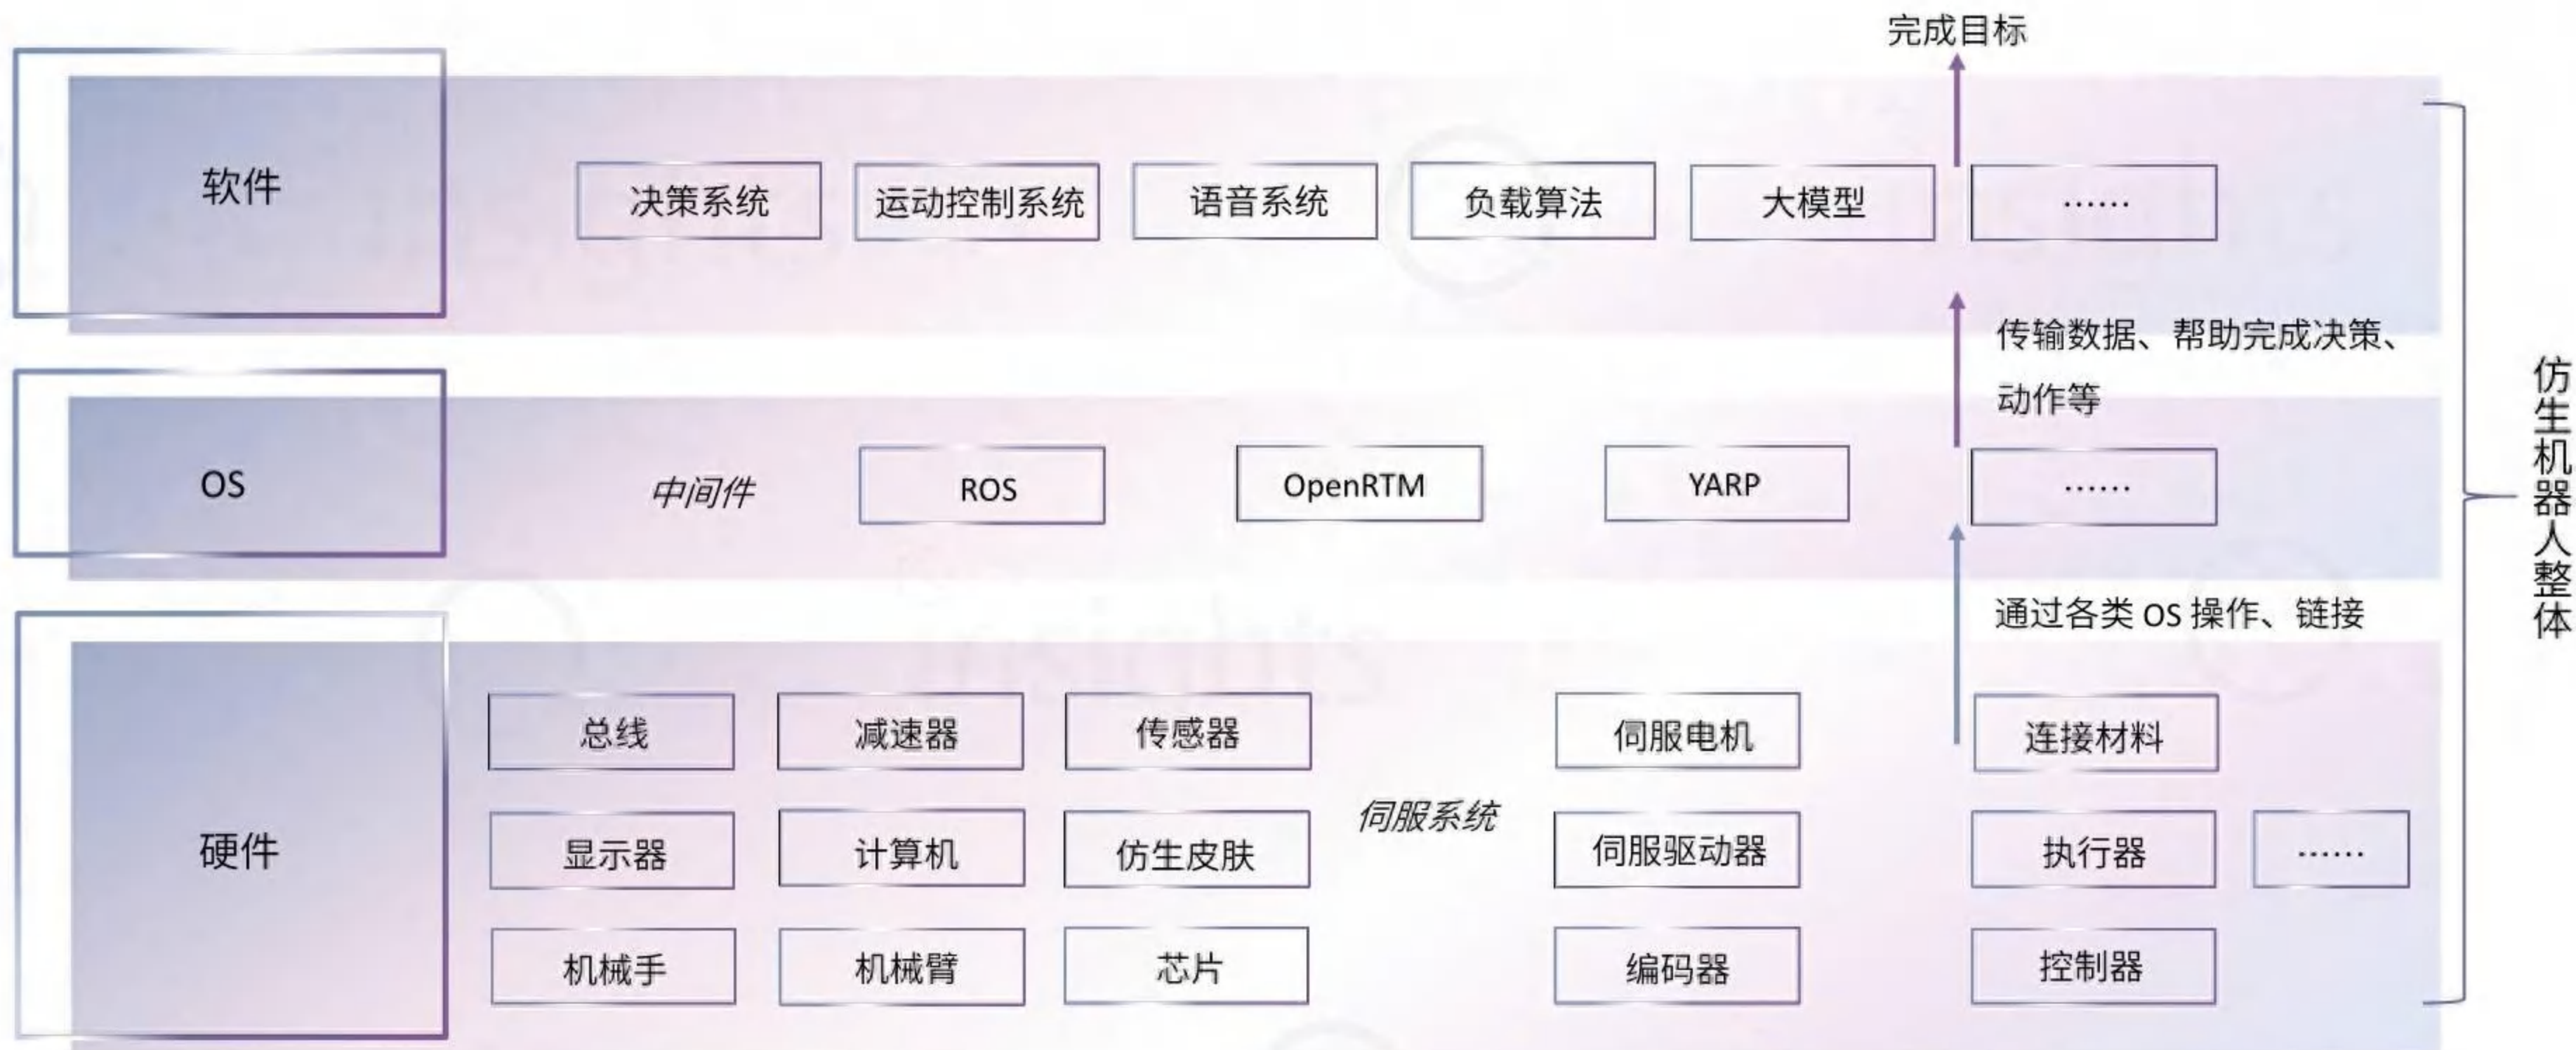 完成目标
软件
决策系统
运动控制系统
语音系统
负载算法
大模型
……
传输数据、帮助完成决策、
动作等
OS
中间件
ROS
OpenRTM
YARP
……
通过各类 OS 操作、链接
硬件
总线
减速器
传感器
伺服电机
连接材料
伺服系统
显示器
计算机
仿生皮肤
伺服驱动器
执行器
……
机械手
机械臂
芯片
编码器
控制器
仿生机器人整体
insights